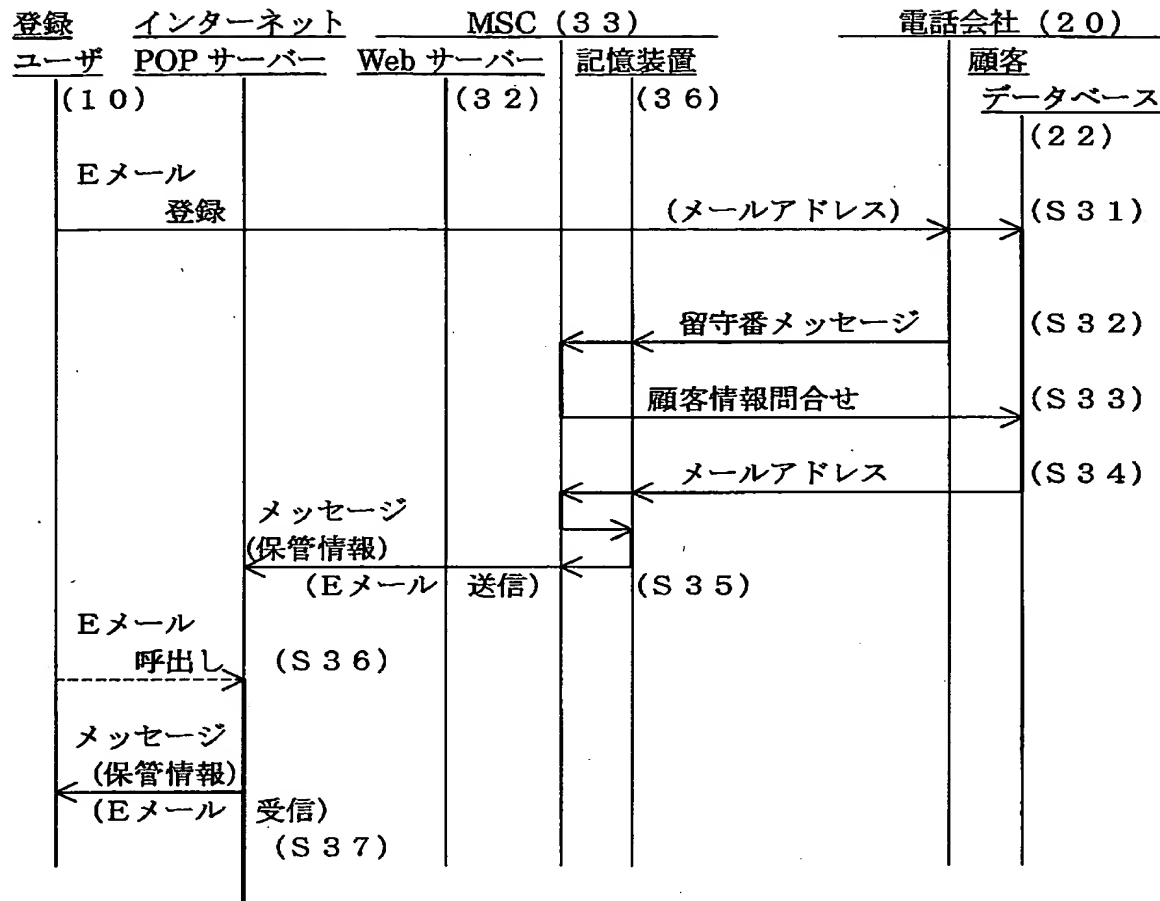 登録 インターネット MSC (33) 電話会社 (20)
ユーザ POP サーバー Web サーバー 記憶装置 顧客
(10) (32) (36) データベース
(22)
Eメール
登録 (メールアドレス) (S31)
留守番メッセージ (S32)
顧客情報問合せ (S33)
メールアドレス (S34)
メッセージ
(保管情報)
(Eメール 送信) (S35)
Eメール
呼出し (S36)
メッセージ
(保管情報)
(Eメール 受信)
(S37)